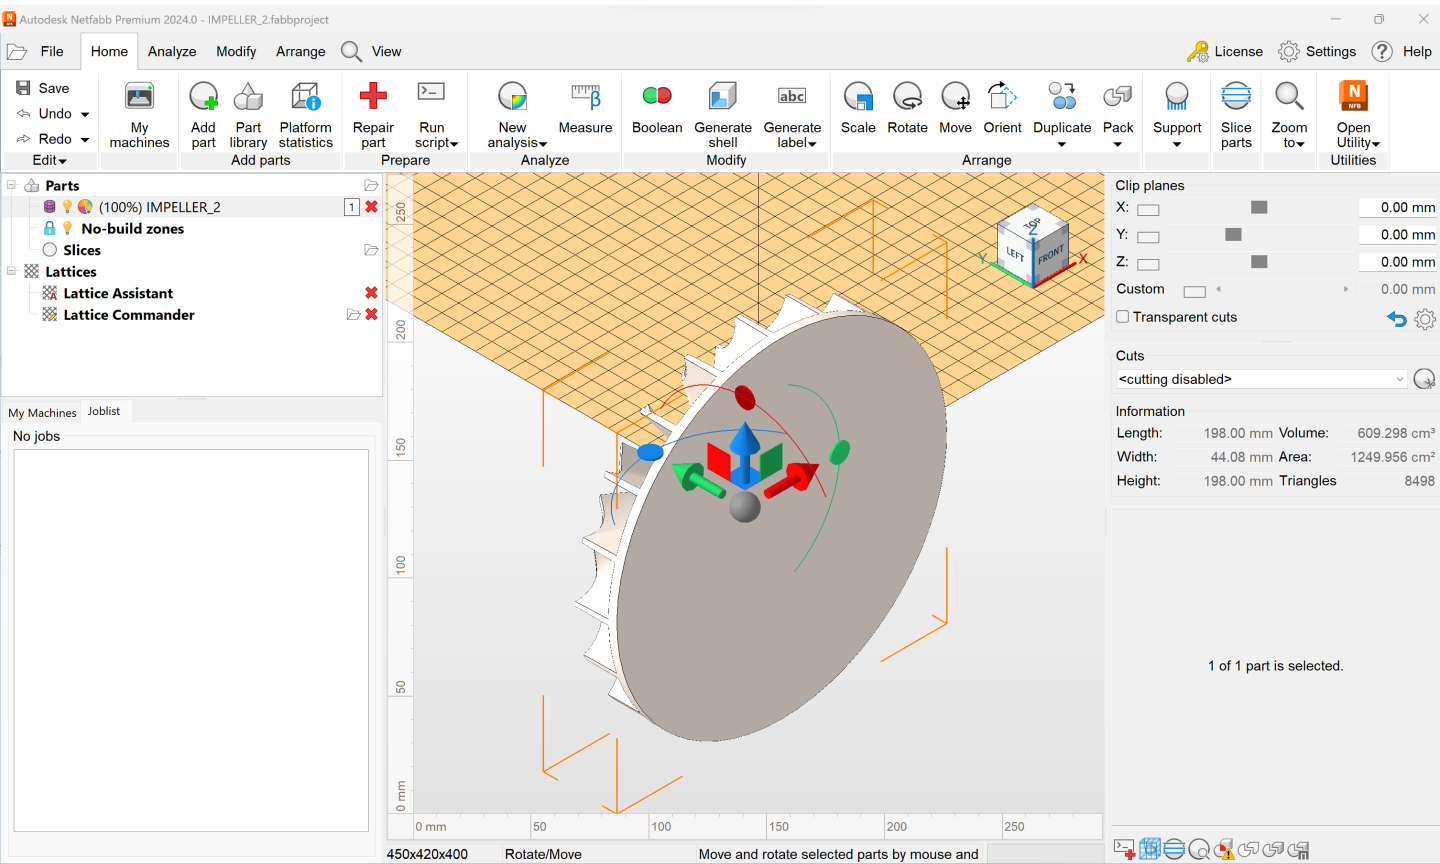 Autodesk Netfabb Premium 2024.0 - IMPELLER_2.fabbproject
File Home Analyze Modify Arrange View License Settings Help
Save
Undo
Redo
Edit
My machines
Add part
Part library
Platform statistics
Add parts
Repair part
Run script
Prepare
New analysis
Measure
Analyze
Boolean
Generate shell
abc
Generate label
Modify
Scale
Rotate
Move
Orient
Duplicate
Pack
Arrange
Support
Slice parts
Zoom to
N
NFB
Open Utility
Utilities
Parts
(100%) IMPELLER_2 1
No-build zones
Slices
Lattices
Lattice Assistant
Lattice Commander
My Machines Joblist
No jobs
250
200
150
100
50
0 mm
0 mm 50 100 150 200 250
TOP
LEFT
FRONT
Z
Y
X
450x420x400 Rotate/Move Move and rotate selected parts by mouse and
Clip planes
X: 0.00 mm
Y: 0.00 mm
Z: 0.00 mm
Custom 0.00 mm
Transparent cuts
Cuts
<cutting disabled>
Information
Length: 198.00 mm Volume: 609.298 cm³
Width: 44.08 mm Area: 1249.956 cm²
Height: 198.00 mm Triangles 8498
1 of 1 part is selected.